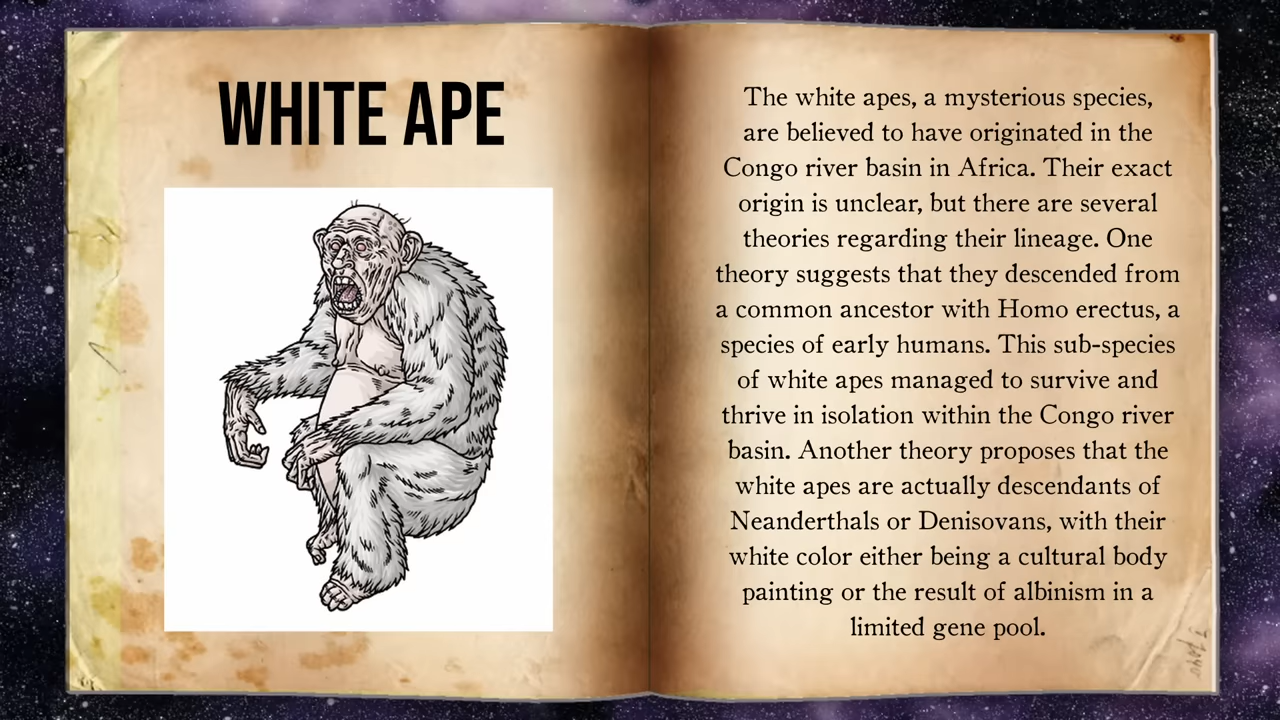 WHITE APE
The white apes, a mysterious species,
are believed to have originated in the
Congo river basin in Africa. Their exact
origin is unclear, but there are several
theories regarding their lineage. One
theory suggests that they descended from
a common ancestor with Homo erectus, a
species of early humans. This sub-species
of white apes managed to survive and
thrive in isolation within the Congo river
basin. Another theory proposes that the
white apes are actually descendants of
Neanderthals or Denisovans, with their
white color either being a cultural body
painting or the result of albinism in a
limited gene pool.